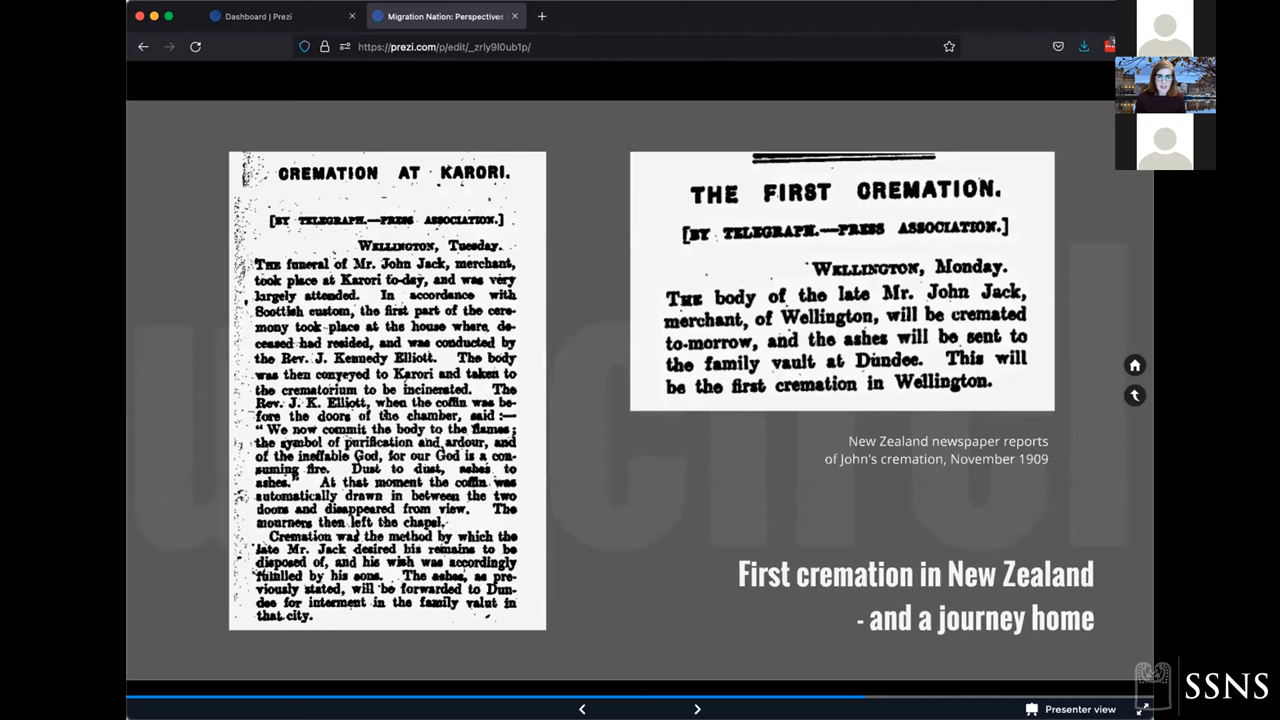 Dashboard | Prezi
Migration Nation: Perspectives
https://prezi.com/p/edit/_zrly9l0ub1p/
CREMATION AT KARORI.
[BY TELEGRAPH.—PRESS ASSOCIATION.]
WELLINGTON, Tuesday.
THE funeral of Mr. John Jack, merchant,
took place at Karori to-day, and was very
largely attended. In accordance with
Scottish custom, the first part of the cere-
mony took place at the house where de-
ceased had resided, and was conducted by
the Rev. J. Kennedy Elliott. The body
was then conveyed to Karori and taken to
the crematorium to be incinerated. The
Rev. J. K. Elliott, when the coffin was be-
fore the doors of the chamber, said :—
"We now commit the body to the flames;
the symbol of purification and ardour, and
of the ineffable God, for our God is a con-
suming fire. Dust to dust, ashes to
ashes." At that moment the coffin was
automatically drawn in between the two
doors and disappeared from view. The
mourners then left the chapel.
Cremation was the method by which the
late Mr. Jack desired his remains to be
disposed of, and his wish was accordingly
fulfilled by his sons. The ashes, as pre-
viously stated, will be forwarded to Dun-
dee for interment in the family valut in
that city.
THE FIRST CREMATION.
[BY TELEGRAPH.—PRESS ASSOCIATION.]
WELLINGTON, Monday.
THE body of the late Mr. John Jack,
merchant, of Wellington, will be cremated
to-morrow, and the ashes will be sent to
the family vault at Dundee. This will
be the first cremation in Wellington.
New Zealand newspaper reports
of John's cremation, November 1909
First cremation in New Zealand
- and a journey home
SSNS
Presenter view